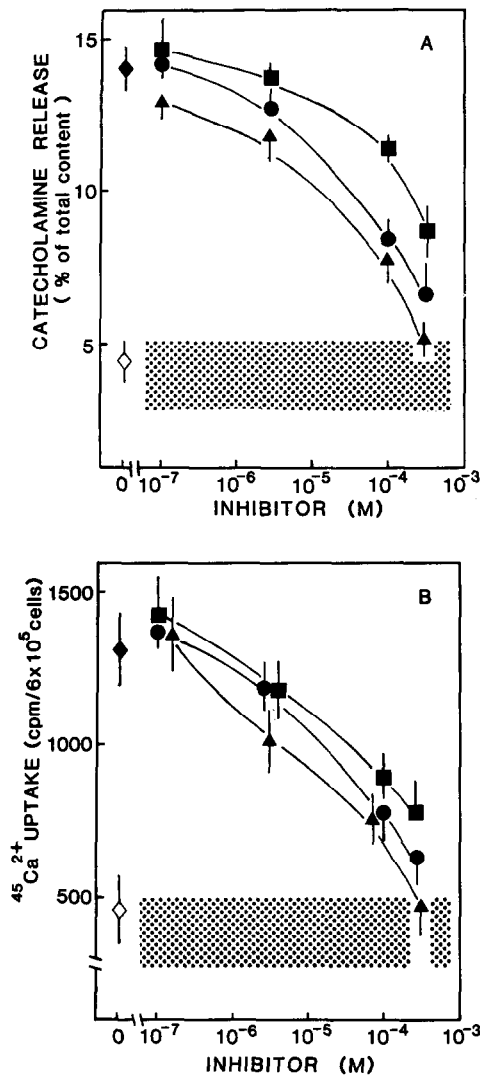 A
15
10
5
CATECHOLAMINE RELEASE
( % of total content)
0 10⁻⁷ 10⁻⁶ 10⁻⁵ 10⁻⁴ 10⁻³
INHIBITOR (M)
B
1500
1000
500
⁴⁵Ca²⁺ UPTAKE (cpm/6x10⁵cells)
0 10⁻⁷ 10⁻⁶ 10⁻⁵ 10⁻⁴ 10⁻³
INHIBITOR (M)